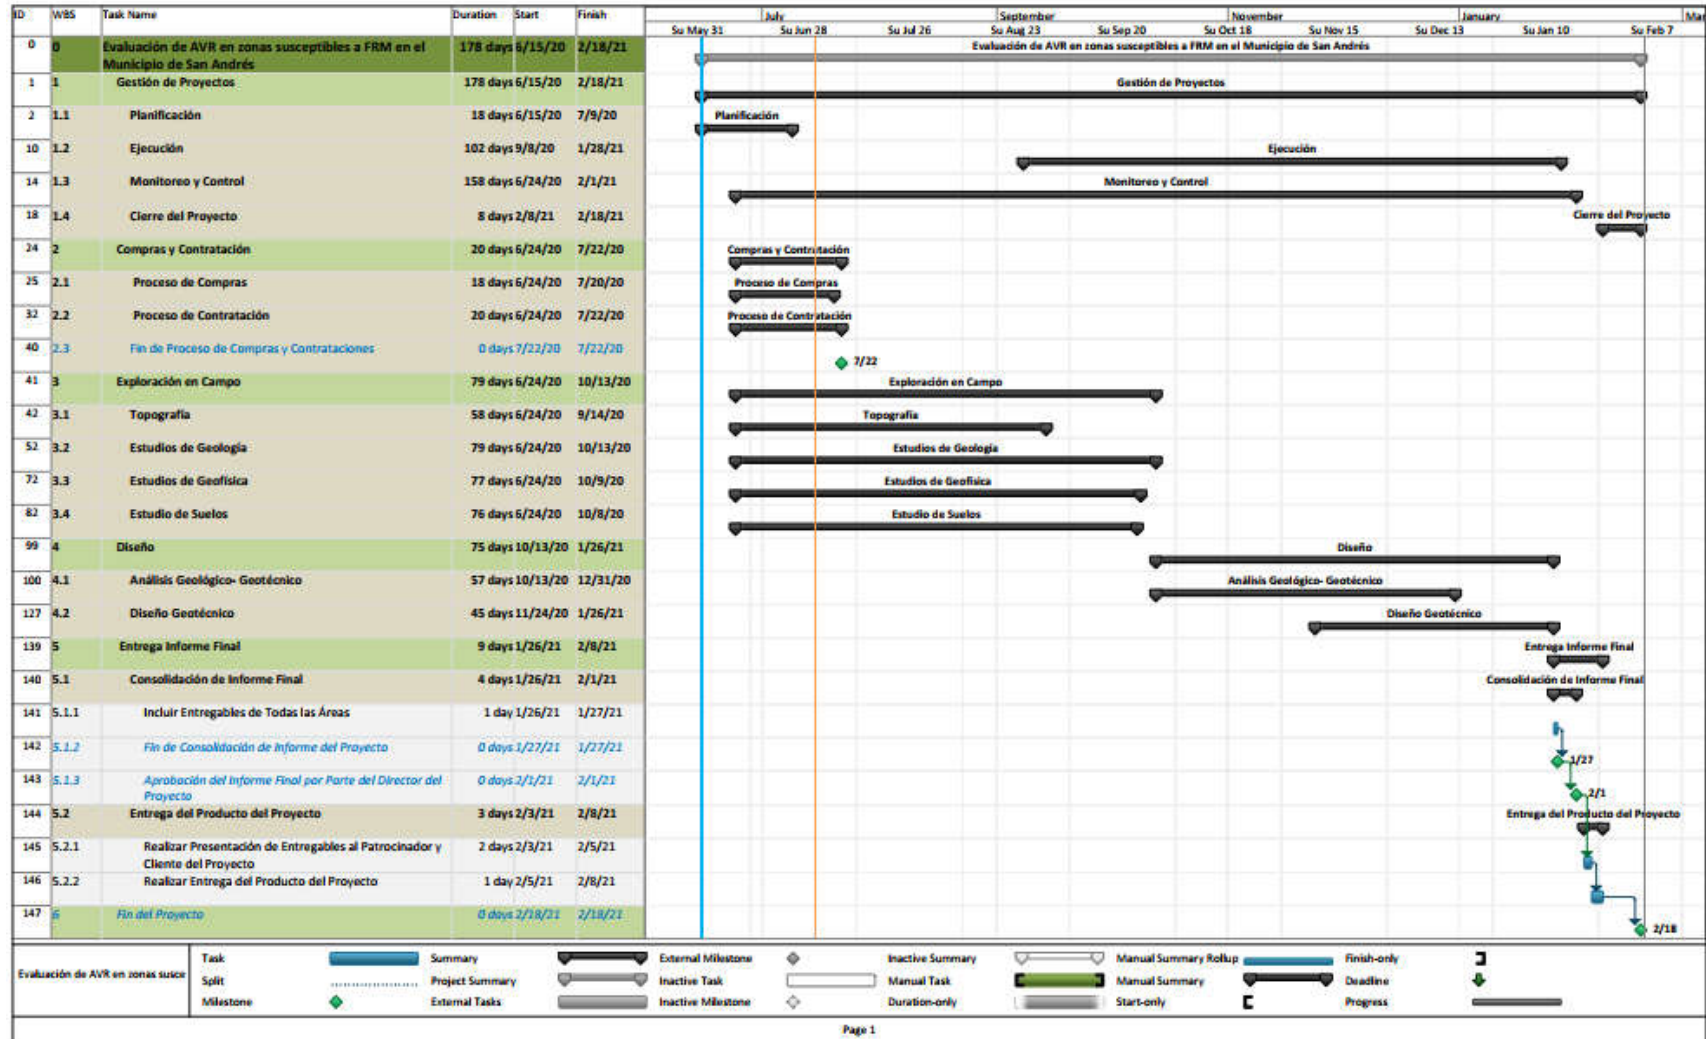 ID WBS Task Name Duration Start Finish
July September November January Mar
Su May 31 Su Jun 28 Su Jul 26 Su Aug 23 Su Sep 20 Su Oct 18 Su Nov 15 Su Dec 13 Su Jan 10 Su Feb 7
0 0 Evaluación de AVR en zonas susceptibles a FRM en el 178 days 6/15/20 2/18/21
Municipio de San Andrés
Evaluación de AVR en zonas susceptibles a FRM en el Municipio de San Andrés
1 1 Gestión de Proyectos 178 days 6/15/20 2/18/21 Gestión de Proyectos
2 1.1 Planificación 18 days 6/15/20 7/9/20 Planificación
10 1.2 Ejecución 102 days 9/8/20 1/28/21 Ejecución
14 1.3 Monitoreo y Control 158 days 6/24/20 2/1/21 Monitoreo y Control
18 1.4 Cierre del Proyecto 8 days 2/8/21 2/18/21 Cierre del Proyecto
24 2 Compras y Contratación 20 days 6/24/20 7/22/20 Compras y Contratación
25 2.1 Proceso de Compras 18 days 6/24/20 7/20/20 Proceso de Compras
32 2.2 Proceso de Contratación 20 days 6/24/20 7/22/20 Proceso de Contratación
40 2.3 Fin de Proceso de Compras y Contrataciones 0 days 7/22/20 7/22/20 7/22
41 3 Exploración en Campo 79 days 6/24/20 10/13/20 Exploración en Campo
42 3.1 Topografía 58 days 6/24/20 9/14/20 Topografía
52 3.2 Estudios de Geología 79 days 6/24/20 10/13/20 Estudios de Geología
72 3.3 Estudios de Geofísica 77 days 6/24/20 10/9/20 Estudios de Geofísica
82 3.4 Estudio de Suelos 76 days 6/24/20 10/8/20 Estudio de Suelos
99 4 Diseño 75 days 10/13/20 1/26/21 Diseño
100 4.1 Análisis Geológico- Geotécnico 57 days 10/13/20 12/31/20 Análisis Geológico- Geotécnico
127 4.2 Diseño Geotécnico 45 days 11/24/20 1/26/21 Diseño Geotécnico
139 5 Entrega Informe Final 9 days 1/26/21 2/8/21 Entrega Informe Final
140 5.1 Consolidación de Informe Final 4 days 1/26/21 2/1/21 Consolidación de Informe Final
141 5.1.1 Incluir Entregables de Todas las Áreas 1 day 1/26/21 1/27/21
142 5.1.2 Fin de Consolidación de Informe del Proyecto 0 days 1/27/21 1/27/21 1/27
143 5.1.3 Aprobación del Informe Final por Parte del Director del 0 days 2/1/21 2/1/21 2/1
Proyecto
144 5.2 Entrega del Producto del Proyecto 3 days 2/3/21 2/8/21 Entrega del Producto del Proyecto
145 5.2.1 Realizar Presentación de Entregables al Patrocinador y 2 days 2/3/21 2/5/21
Cliente del Proyecto
146 5.2.2 Realizar Entrega del Producto del Proyecto 1 day 2/5/21 2/8/21
147 6 Fin del Proyecto 0 days 2/18/21 2/18/21 2/18
Evaluación de AVR en zonas susce
Task Summary External Milestone Inactive Summary Manual Summary Rollup Finish-only
Split Project Summary Inactive Task Manual Task Manual Summary Deadline
Milestone External Tasks Inactive Milestone Duration-only Start-only Progress
Page 1